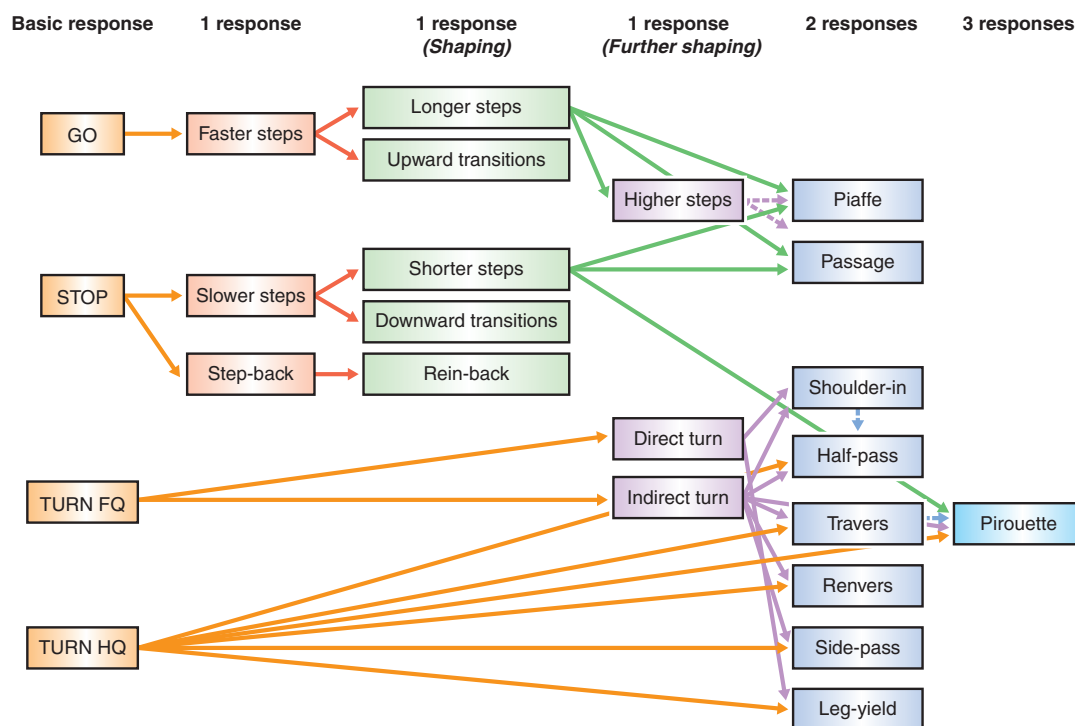 Basic response
1 response
1 response
(Shaping)
1 response
(Further shaping)
2 responses
3 responses
GO
Faster steps
Longer steps
Upward transitions
Higher steps
Piaffe
Passage
STOP
Slower steps
Shorter steps
Downward transitions
Step-back
Rein-back
Shoulder-in
Direct turn
Half-pass
TURN FQ
Indirect turn
Travers
Pirouette
Renvers
TURN HQ
Side-pass
Leg-yield